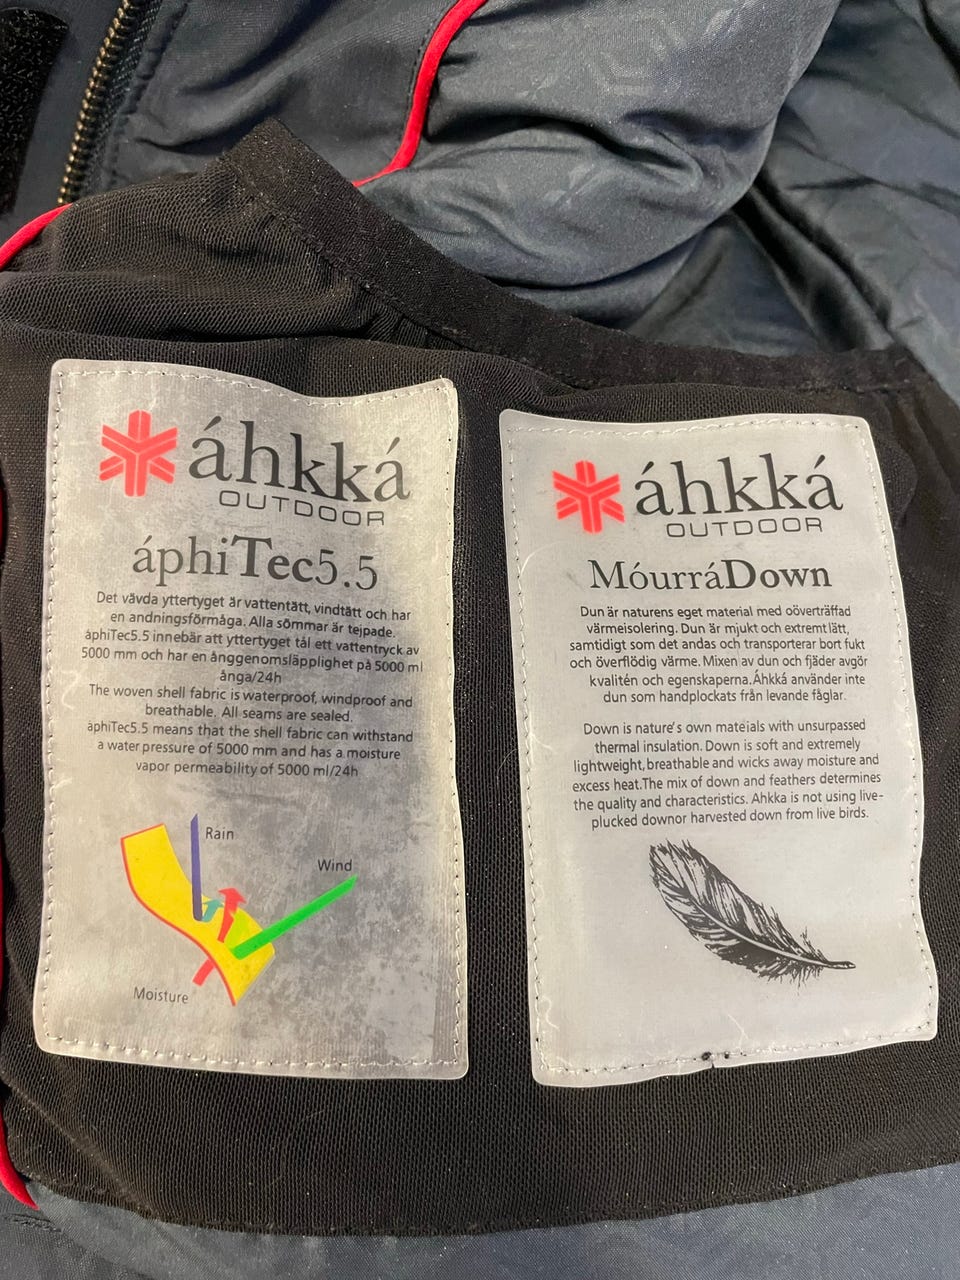 áhkká
OUTDOOR
áphiTec5.5
Det vävda yttertyget är vattentätt, vindtätt och har
en andningsförmåga. Alla sömmar är tejpade.
áphiTec5.5 innebär att yttertyget tål ett vattentryck av
5000 mm och har en ånggenomsläpplighet på 5000 ml
ånga/24h
The woven shell fabric is waterproof, windproof and
breathable. All seams are sealed.
áphiTec5.5 means that the shell fabric can withstand
a water pressure of 5000 mm and has a moisture
vapor permeability of 5000 ml/24h
Rain
Wind
Moisture
áhkká
OUTDOOR
MóurráDown
Dun är naturens eget material med oöverträffad
värmeisolering. Dun är mjukt och extremt lätt,
samtidigt som det andas och transporterar bort fukt
och överflödig värme. Mixen av dun och fjäder avgör
kvalitén och egenskaperna.Áhkká använder inte
dun som handplockats från levande fåglar.
Down is nature's own mateials with unsurpassed
thermal insulation. Down is soft and extremely
lightweight, breathable and wicks away moisture and
excess heat.The mix of down and feathers determines
the quality and characteristics. Ahkka is not using live-
plucked downor harvested down from live birds.